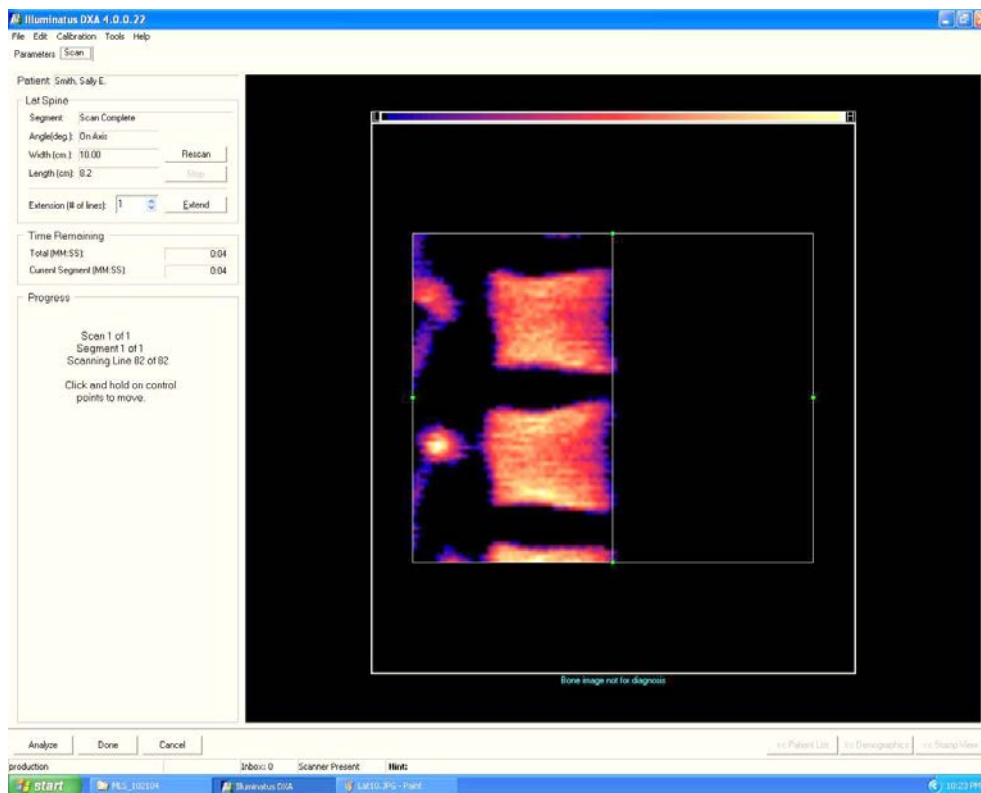 Illuminatus DXA 4.0.0.22
File Edit Calibration Tools Help
Parameters Scan
Patient: Smith, Sally E.
Lat Spine
Segment: Scan Complete
Angle(deg.): On Axis
Width (cm.): 10.00 Rescan
Length (cm): 8.2 Stop
Extension (# of lines): 1 Extend
Time Remaining
Total (MM:SS): 0:04
Current Segment (MM:SS): 0:04
Progress
Scan 1 of 1
Segment 1 of 1
Scanning Line 82 of 82
Click and hold on control
points to move.
L H
Bone image not for diagnosis
Analyze Done Cancel << Patient List << Demographics << Stamp View
production Inbox: 0 Scanner Present Hint:
start MLS_102104 Illuminatus DXA Lat10.JPG - Paint 10:23 PM